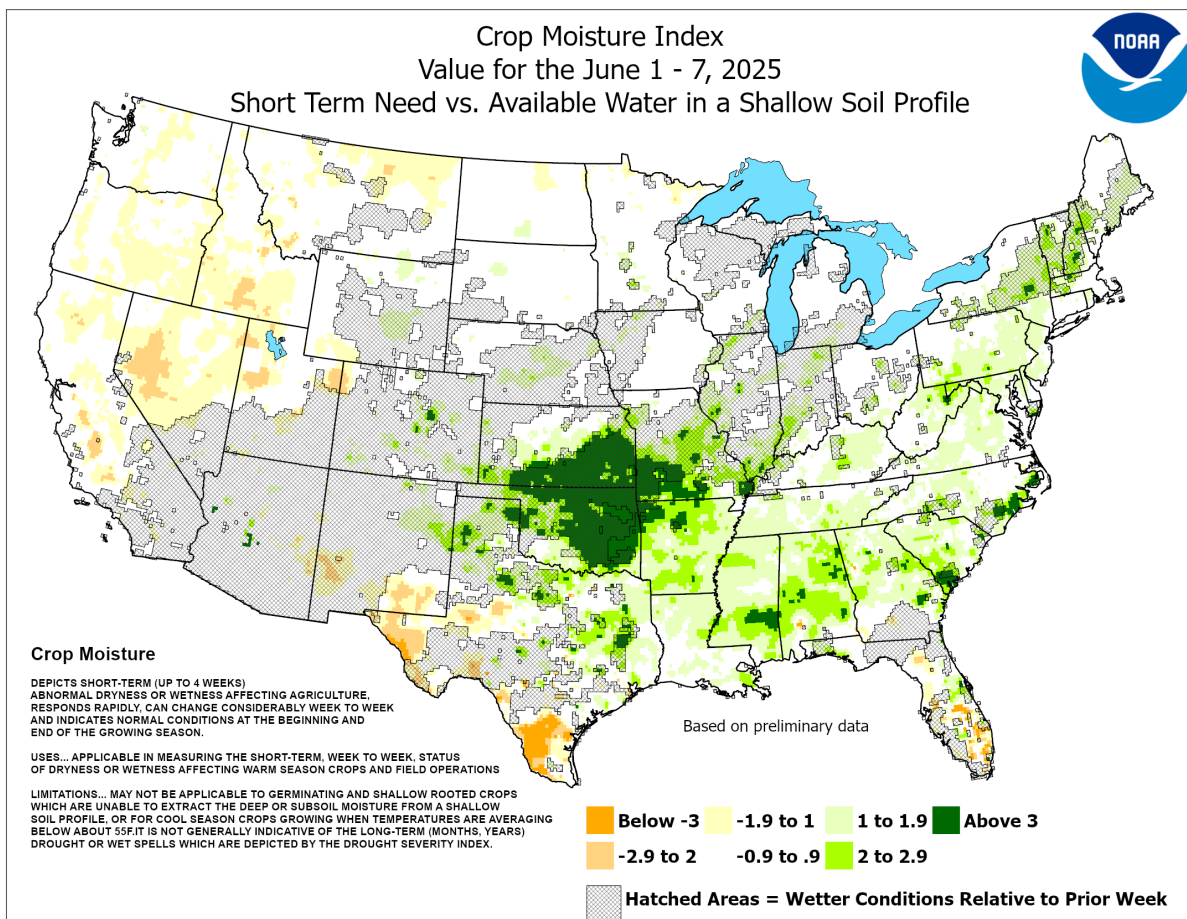 Crop Moisture Index
Value for the June 1 - 7, 2025
Short Term Need vs. Available Water in a Shallow Soil Profile
NOAA
Crop Moisture
DEPICTS SHORT-TERM (UP TO 4 WEEKS)
ABNORMAL DRYNESS OR WETNESS AFFECTING AGRICULTURE,
RESPONDS RAPIDLY, CAN CHANGE CONSIDERABLY WEEK TO WEEK
AND INDICATES NORMAL CONDITIONS AT THE BEGINNING AND
END OF THE GROWING SEASON.
USES... APPLICABLE IN MEASURING THE SHORT-TERM, WEEK TO WEEK, STATUS
OF DRYNESS OR WETNESS AFFECTING WARM SEASON CROPS AND FIELD OPERATIONS
LIMITATIONS... MAY NOT BE APPLICABLE TO GERMINATING AND SHALLOW ROOTED CROPS
WHICH ARE UNABLE TO EXTRACT THE DEEP OR SUBSOIL MOISTURE FROM A SHALLOW
SOIL PROFILE, OR FOR COOL SEASON CROPS GROWING WHEN TEMPERATURES ARE AVERAGING
BELOW ABOUT 55F.IT IS NOT GENERALLY INDICATIVE OF THE LONG-TERM (MONTHS, YEARS)
DROUGHT OR WET SPELLS WHICH ARE DEPICTED BY THE DROUGHT SEVERITY INDEX.
Based on preliminary data
Below -3 -1.9 to 1 1 to 1.9 Above 3
-2.9 to 2 -0.9 to .9 2 to 2.9
Hatched Areas = Wetter Conditions Relative to Prior Week